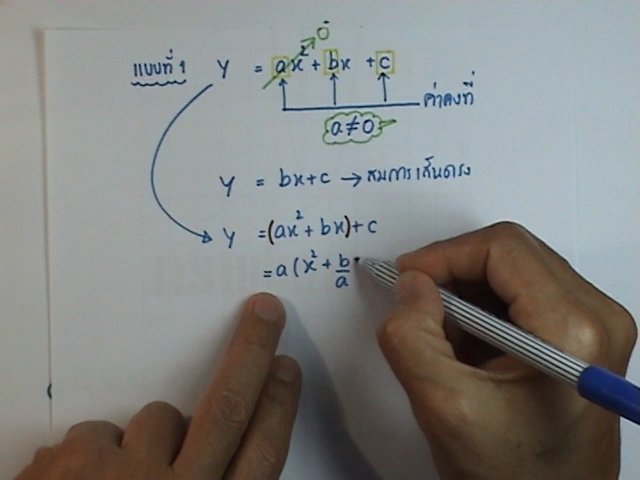 0
แบบที่ 1 y = ax² + bx + c
ค่าคงที่
a ≠ 0
y = bx + c → สมการเส้นตรง
y = (ax² + bx) + c
= a(x² + b/a